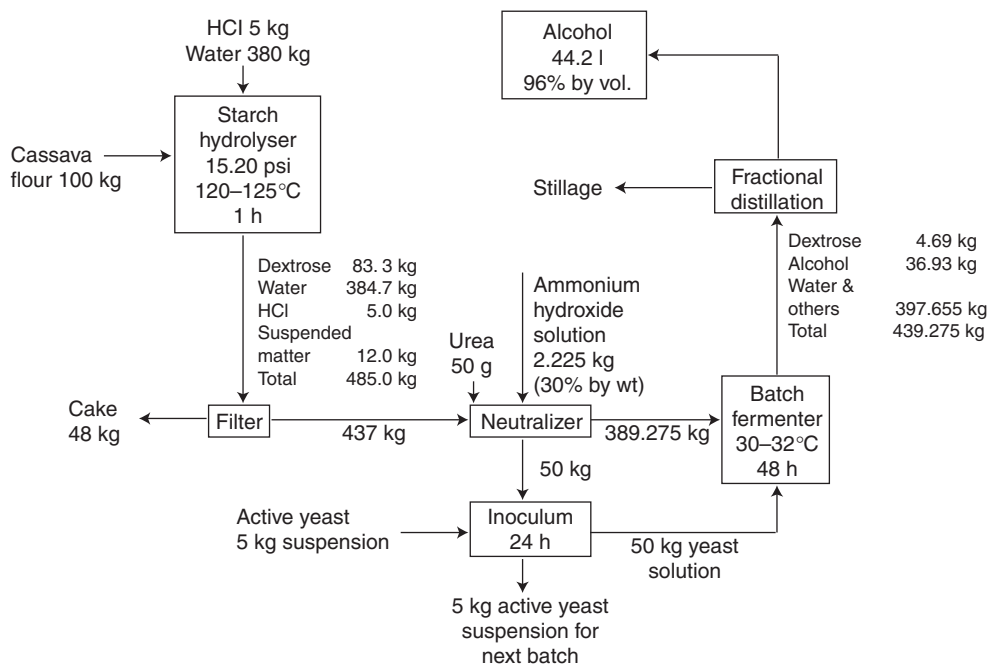 HCl 5 kg
Water 380 kg
Cassava
flour 100 kg
Starch
hydrolyser
15.20 psi
120–125°C
1 h
Dextrose 83. 3 kg
Water 384.7 kg
HCl 5.0 kg
Suspended
matter 12.0 kg
Total 485.0 kg
Cake
48 kg
Filter
437 kg
Urea
50 g
Ammonium
hydroxide
solution
2.225 kg
(30% by wt)
Neutralizer
389.275 kg
50 kg
Active yeast
5 kg suspension
Inoculum
24 h
50 kg yeast
solution
5 kg active yeast
suspension for
next batch
Batch
fermenter
30–32°C
48 h
Dextrose 4.69 kg
Alcohol 36.93 kg
Water &
others 397.655 kg
Total 439.275 kg
Fractional
distillation
Stillage
Alcohol
44.2 l
96% by vol.